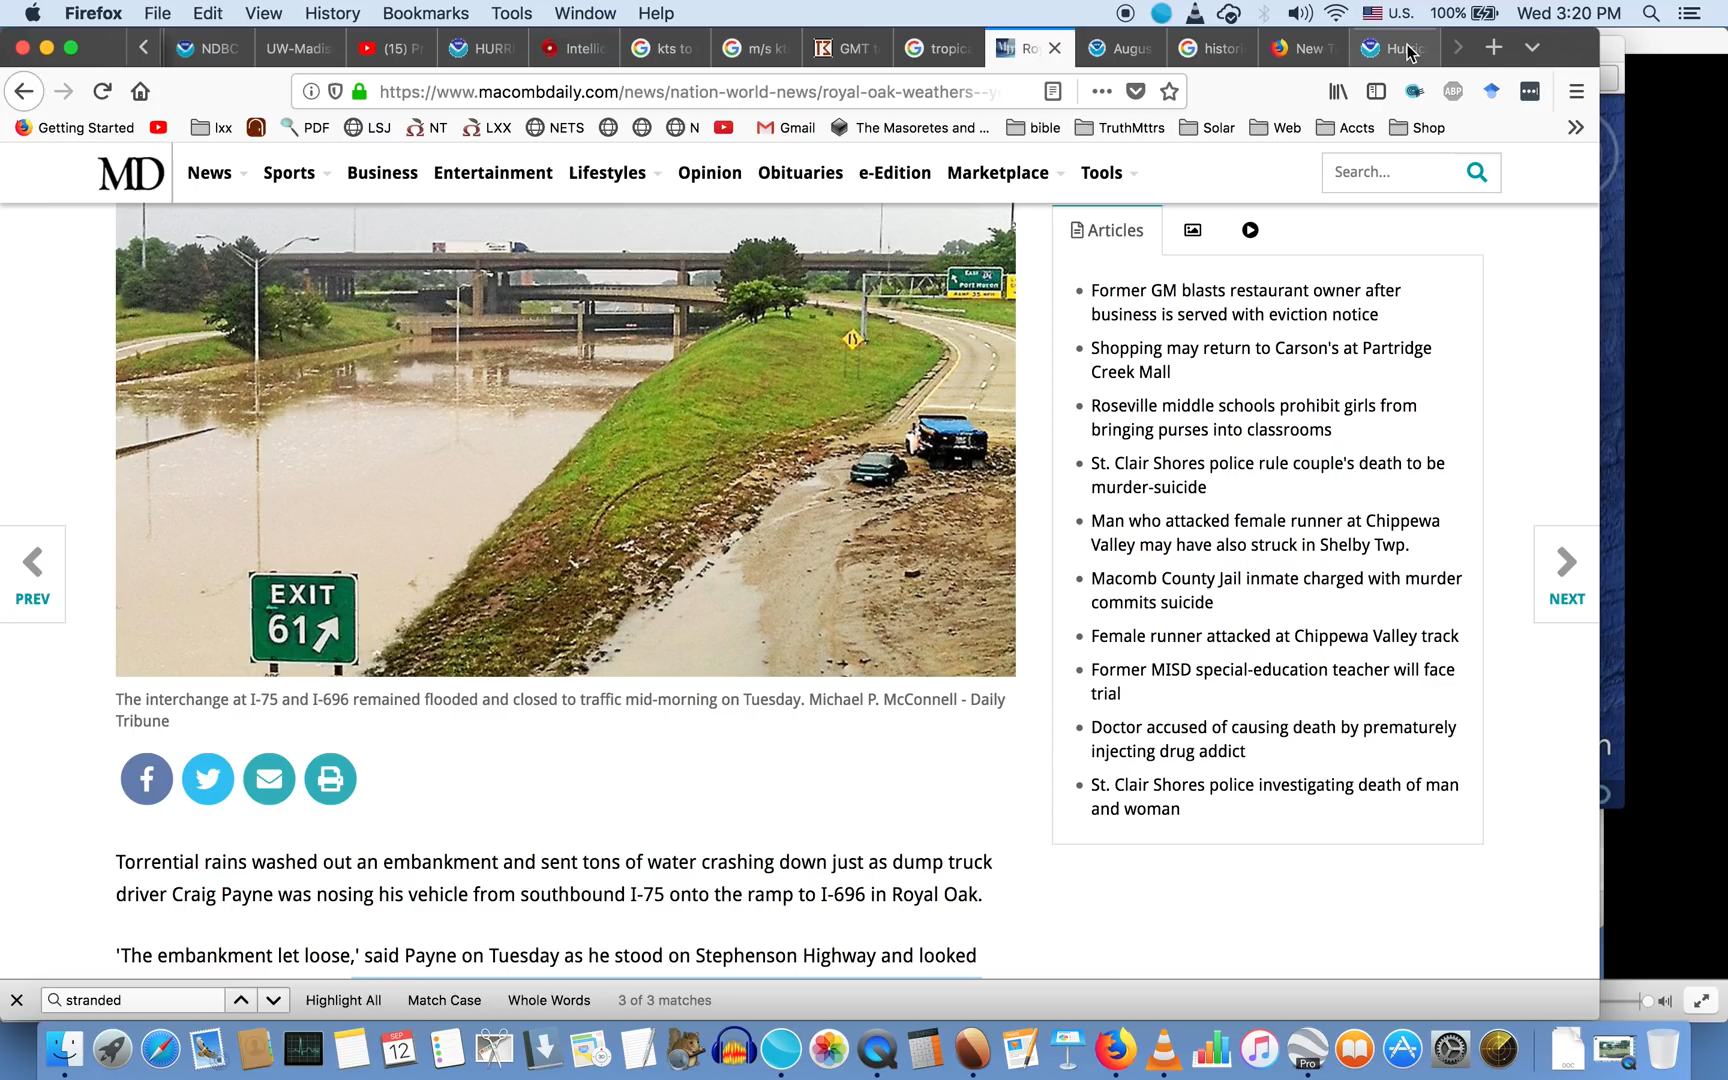 Firefox File Edit View History Bookmarks Tools Window Help U.S. 100% Wed 3:20 PM
NDBC UW-Madis (15) P HURR Intelli kts to m/s kt GMT t tropica Ro Augus histori New T Hurric
https://www.macombdaily.com/news/nation-world-news/royal-oak-weathers--y
Getting Started lxx PDF LSJ NT LXX NETS N Gmail The Masoretes and ... bible TruthMttrs Solar Web Accts Shop
MD News Sports Business Entertainment Lifestyles Opinion Obituaries e-Edition Marketplace Tools Search...
EAST
Port Huron
EXIT
61
PREV
The interchange at I-75 and I-696 remained flooded and closed to traffic mid-morning on Tuesday. Michael P. McConnell - Daily
Tribune
Torrential rains washed out an embankment and sent tons of water crashing down just as dump truck
driver Craig Payne was nosing his vehicle from southbound I-75 onto the ramp to I-696 in Royal Oak.
'The embankment let loose,' said Payne on Tuesday as he stood on Stephenson Highway and looked
Articles
Former GM blasts restaurant owner after
business is served with eviction notice
Shopping may return to Carson's at Partridge
Creek Mall
Roseville middle schools prohibit girls from
bringing purses into classrooms
St. Clair Shores police rule couple's death to be
murder-suicide
Man who attacked female runner at Chippewa
Valley may have also struck in Shelby Twp.
Macomb County Jail inmate charged with murder
commits suicide
Female runner attacked at Chippewa Valley track
Former MISD special-education teacher will face
trial
Doctor accused of causing death by prematurely
injecting drug addict
St. Clair Shores police investigating death of man
and woman
NEXT
stranded Highlight All Match Case Whole Words 3 of 3 matches
SEP
12
Pro
DOC